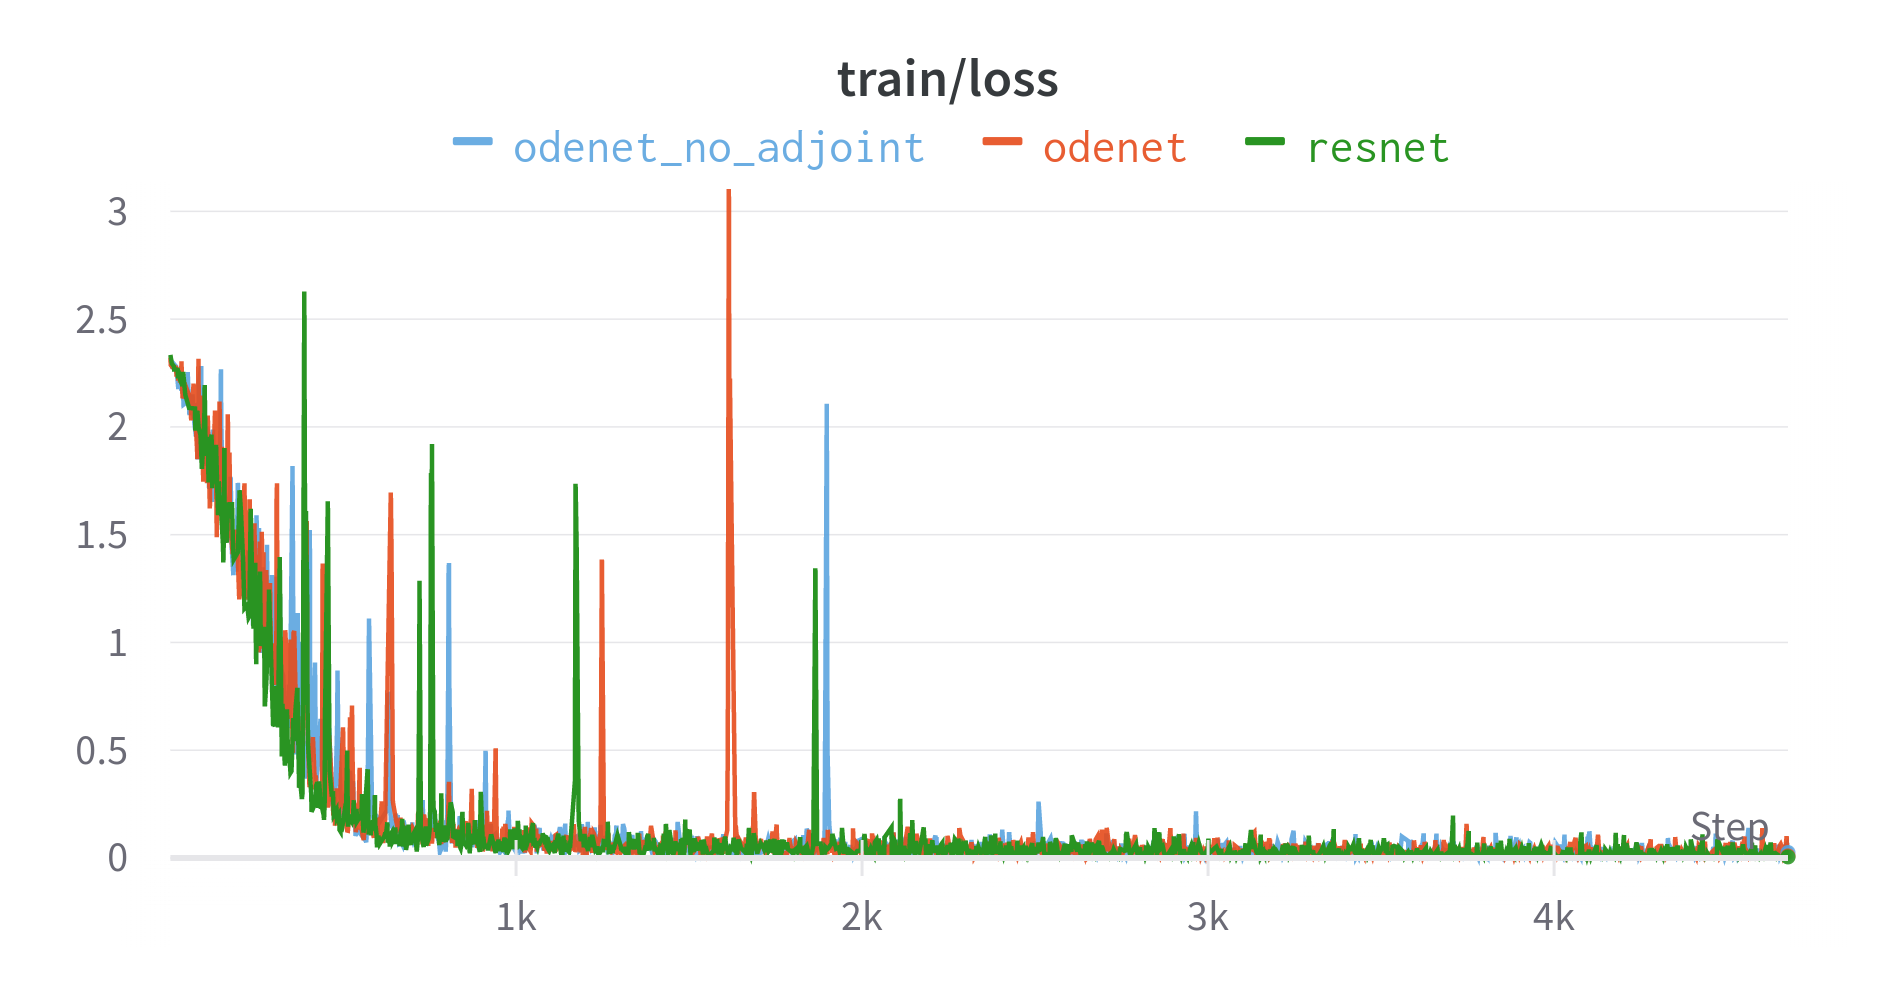 train/loss
odenet_no_adjoint odenet resnet
3
2.5
2
1.5
1
0.5
0
Step
1k 2k 3k 4k